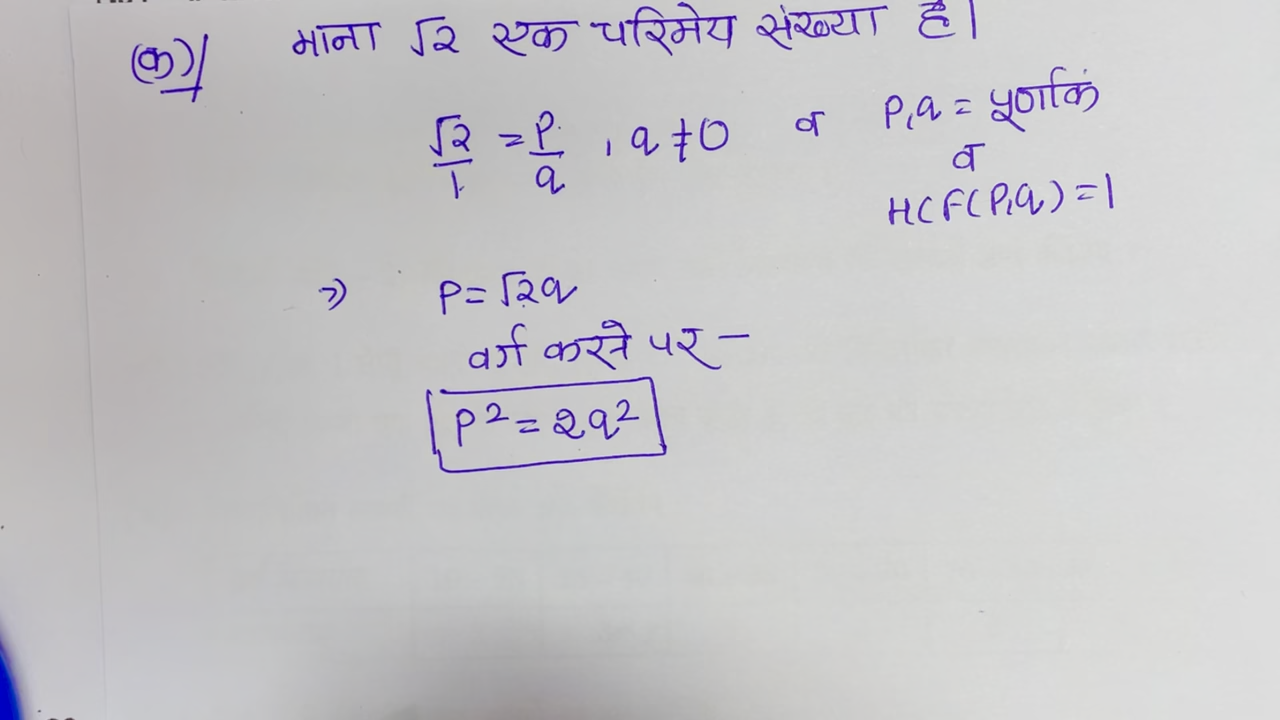 (क) माना √2 एक परिमेय संख्या है।
√2/1 = P/q , q ≠ 0 व P,q = पूर्णांक
व
HCF(P,q) = 1
⇒ P = √2q
वर्ग करने पर –
P² = 2q²